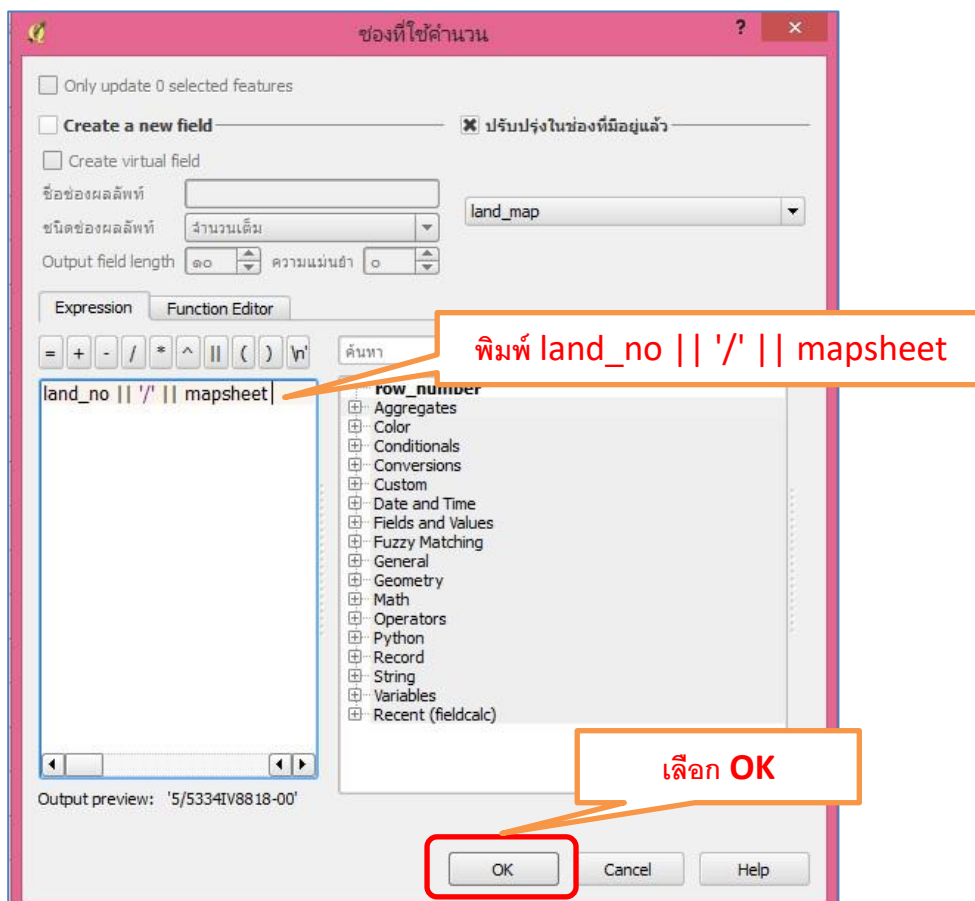 ช่องที่ใช้คำนวน ?
Only update 0 selected features
Create a new field ปรับปรุ่งในช่องที่มีอยู่แล้ว
Create virtual field
ชื่อช่องผลลัพท์
land_map
ชนิดช่องผลลัพท์ จำนวนเต็ม
Output field length ๑๐ ความแม่นยำ ๐
Expression Function Editor
= + - / * ^ || ( ) '\n' ค้นหา
พิมพ์ land_no || '/' || mapsheet
land_no || '/' || mapsheet
row_number
Aggregates
Color
Conditionals
Conversions
Custom
Date and Time
Fields and Values
Fuzzy Matching
General
Geometry
Math
Operators
Python
Record
String
Variables
Recent (fieldcalc)
เลือก OK
Output preview: '5/5334IV8818-00'
OK Cancel Help